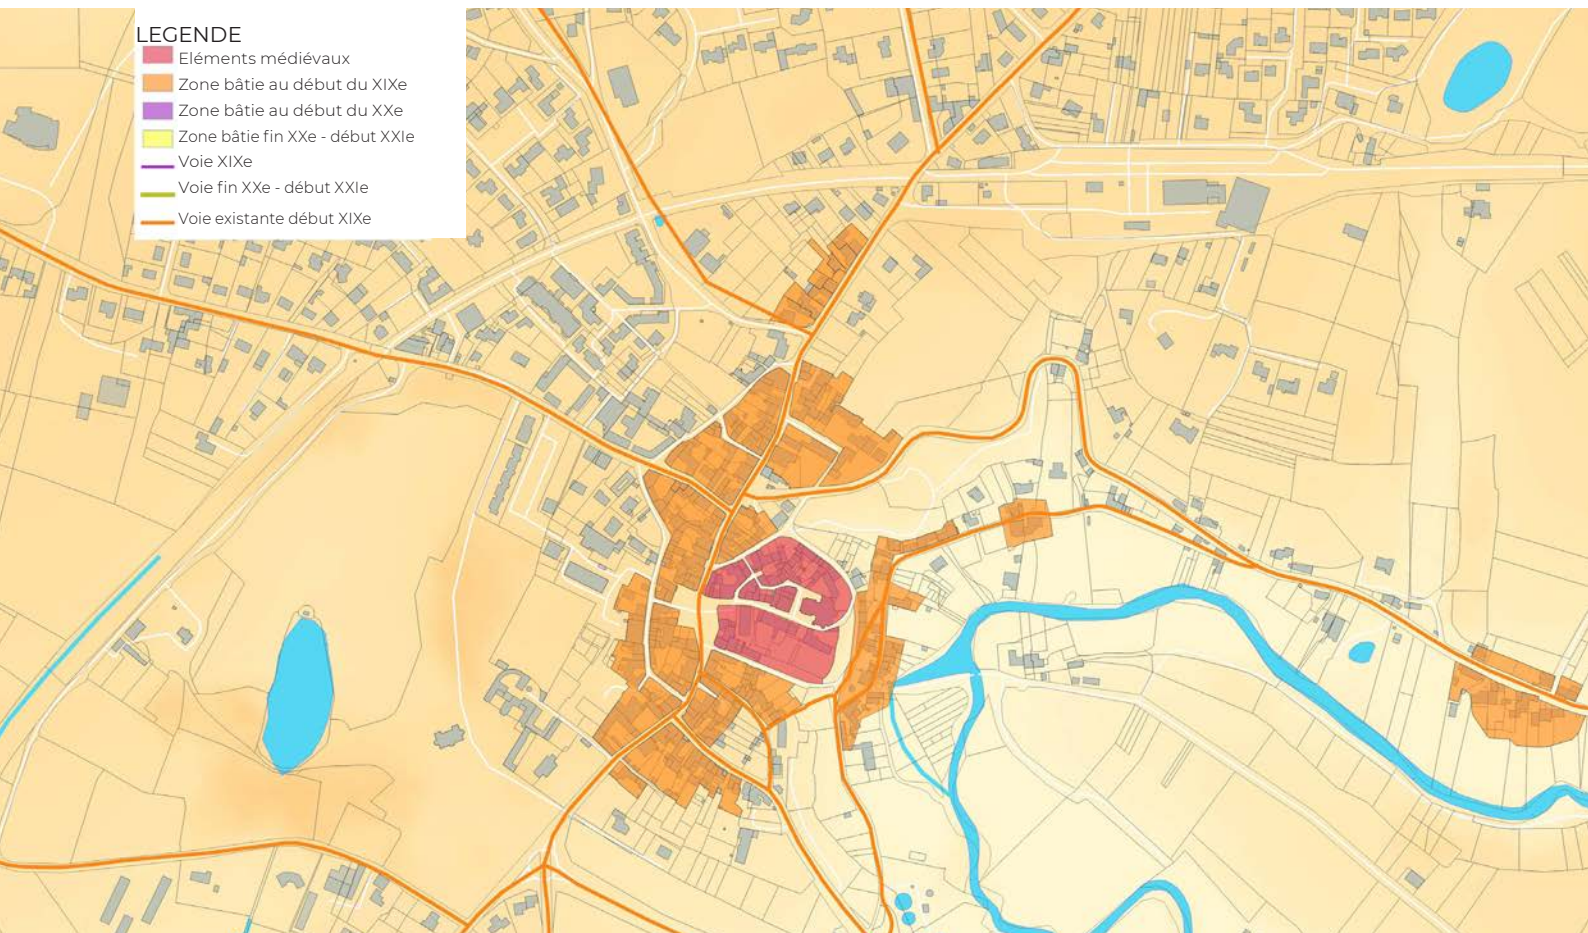 LEGENDE
Eléments médiévaux
Zone bâtie au début du XIXe
Zone bâtie au début du XXe
Zone bâtie fin XXe - début XXIe
Voie XIXe
Voie fin XXe - début XXIe
Voie existante début XIXe